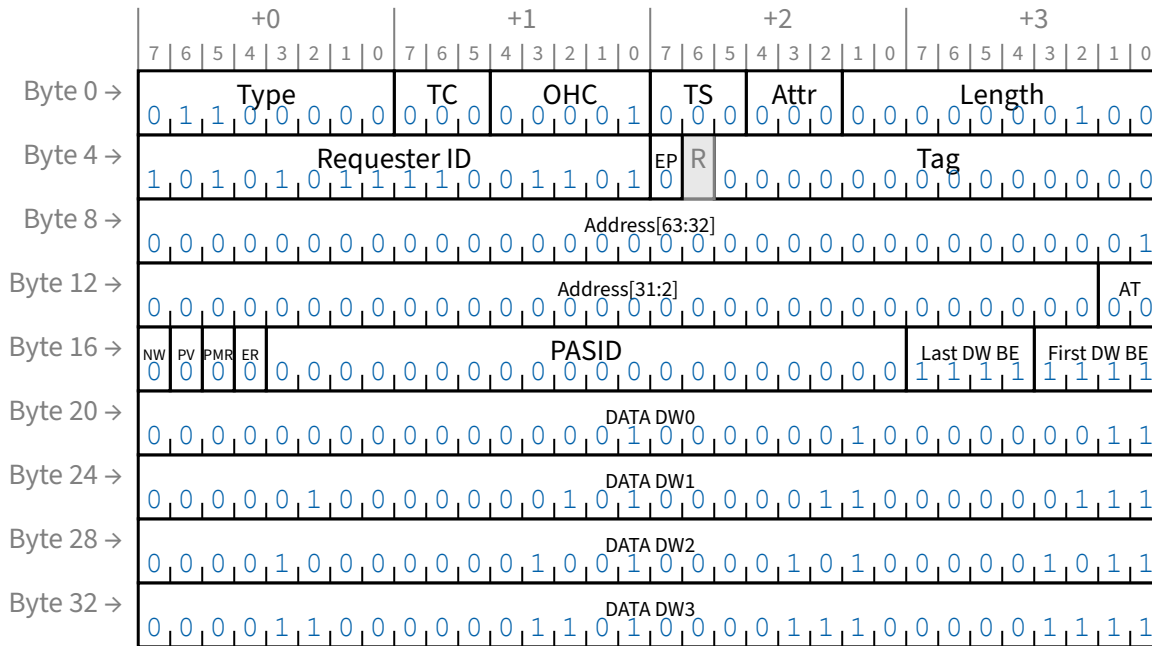 +0 +1 +2 +3
7 6 5 4 3 2 1 0 7 6 5 4 3 2 1 0 7 6 5 4 3 2 1 0 7 6 5 4 3 2 1 0
Byte 0 → Type TC OHC TS Attr Length
0 1 1 0 0 0 0 0 0 0 0 0 0 0 0 1 0 0 0 0 0 0 0 0 0 0 0 0 0 1 0 0
Byte 4 → Requester ID EP R Tag
1 0 1 0 1 0 1 1 1 1 0 0 1 1 0 1 0 0 0 0 0 0 0 0 0 0 0 0 0 0 0
Byte 8 → Address[63:32]
0 0 0 0 0 0 0 0 0 0 0 0 0 0 0 0 0 0 0 0 0 0 0 0 0 0 0 0 0 0 0 1
Byte 12 → Address[31:2] AT
0 0 0 0 0 0 0 0 0 0 0 0 0 0 0 0 0 0 0 0 0 0 0 0 0 0 0 0 0 0 0 0
Byte 16 → NW PV PMR ER PASID Last DW BE First DW BE
0 0 0 0 0 0 0 0 0 0 0 0 0 0 0 0 0 0 0 0 0 0 0 0 1 1 1 1 1 1 1 1
Byte 20 → DATA DW0
0 0 0 0 0 0 0 0 0 0 0 0 0 0 0 1 0 0 0 0 0 0 1 0 0 0 0 0 0 0 1 1
Byte 24 → DATA DW1
0 0 0 0 0 1 0 0 0 0 0 0 0 1 0 1 0 0 0 0 0 1 1 0 0 0 0 0 0 1 1 1
Byte 28 → DATA DW2
0 0 0 0 1 0 0 0 0 0 0 0 1 0 0 1 0 0 0 0 1 0 1 0 0 0 0 0 1 0 1 1
Byte 32 → DATA DW3
0 0 0 0 1 1 0 0 0 0 0 0 1 1 0 1 0 0 0 0 1 1 1 0 0 0 0 0 1 1 1 1